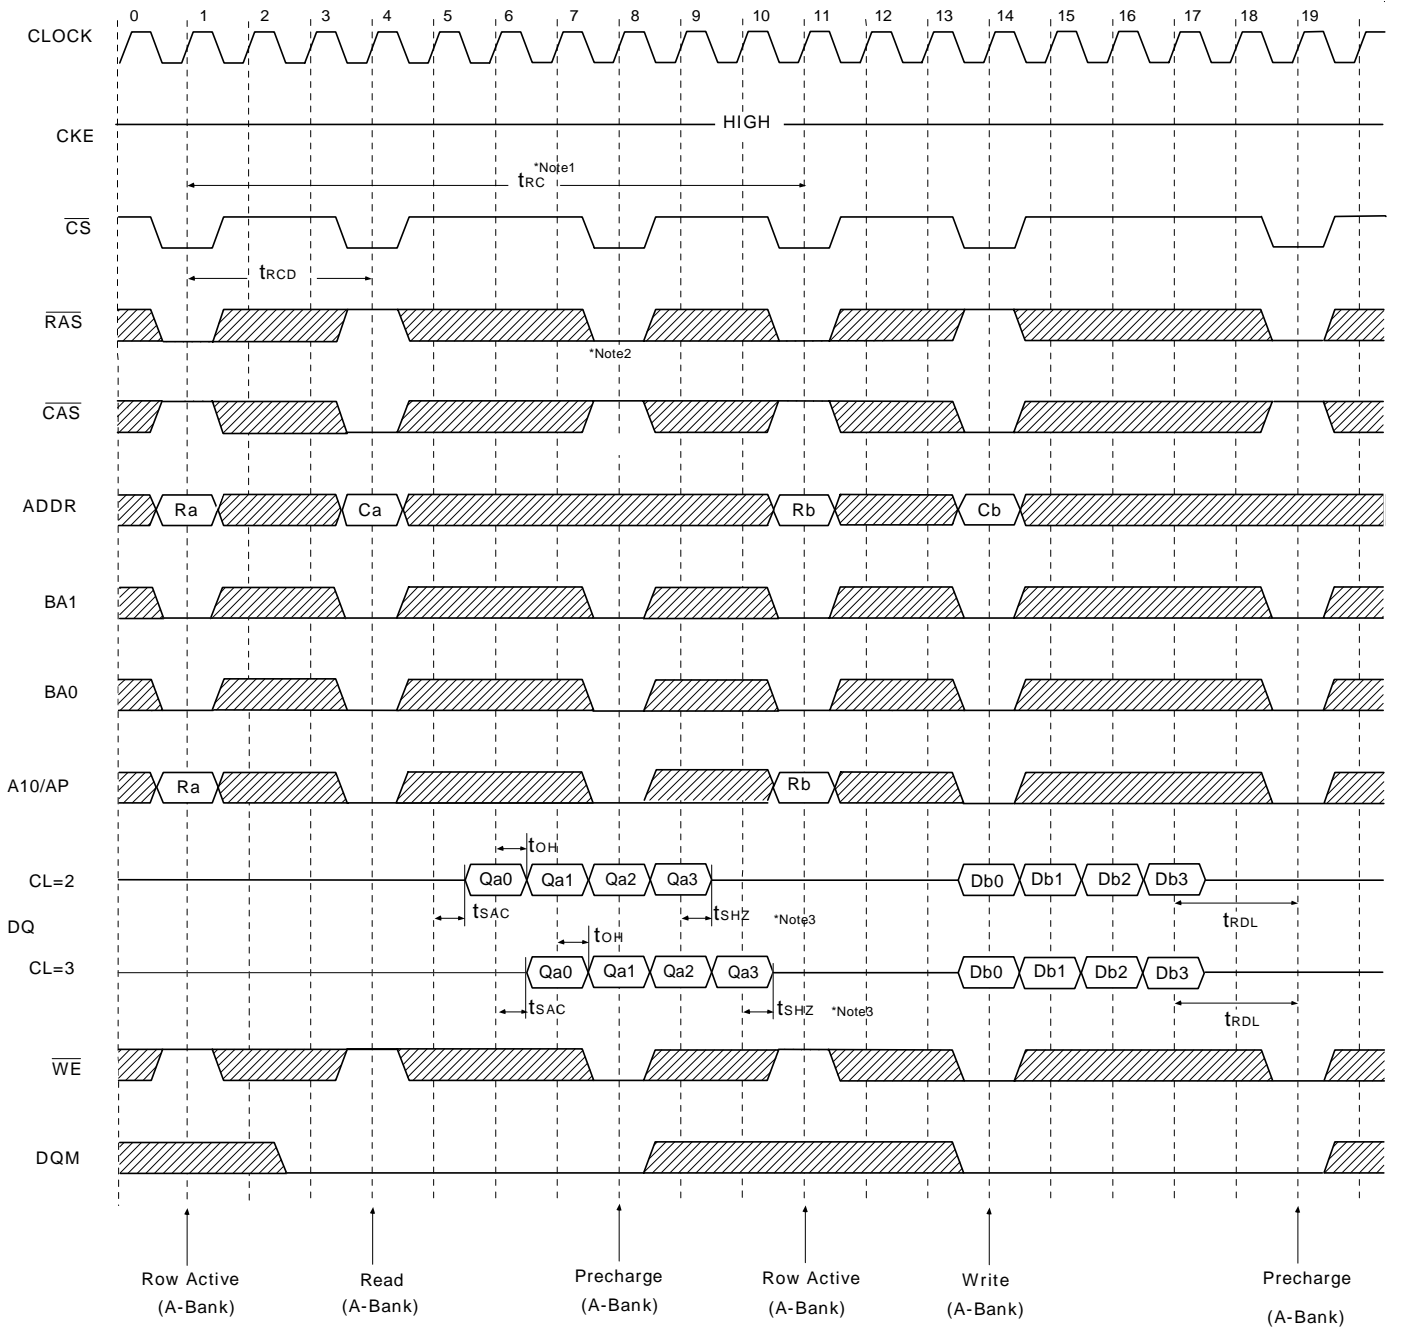 0 1 2 3 4 5 6 7 8 9 10 11 12 13 14 15 16 17 18 19
CLOCK
CKE HIGH
tRC *Note1
CS
tRCD
RAS
*Note2
CAS
ADDR Ra Ca Rb Cb
BA1
BA0
A10/AP Ra Rb
tOH
CL=2 Qa0 Qa1 Qa2 Qa3 Db0 Db1 Db2 Db3
tSAC tSHZ *Note3 tRDL
DQ
tOH
CL=3 Qa0 Qa1 Qa2 Qa3 Db0 Db1 Db2 Db3
tSAC tSHZ *Note3 tRDL
WE
DQM
Row Active Read Precharge Row Active Write Precharge
(A-Bank) (A-Bank) (A-Bank) (A-Bank) (A-Bank) (A-Bank)